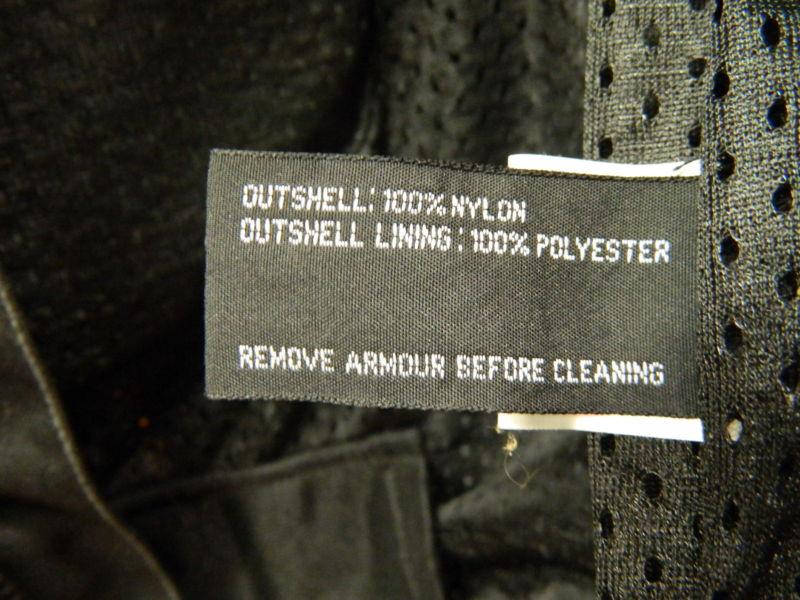 OUTSHELL: 100% NYLON
OUTSHELL LINING: 100% POLYESTER
REMOVE ARMOUR BEFORE CLEANING